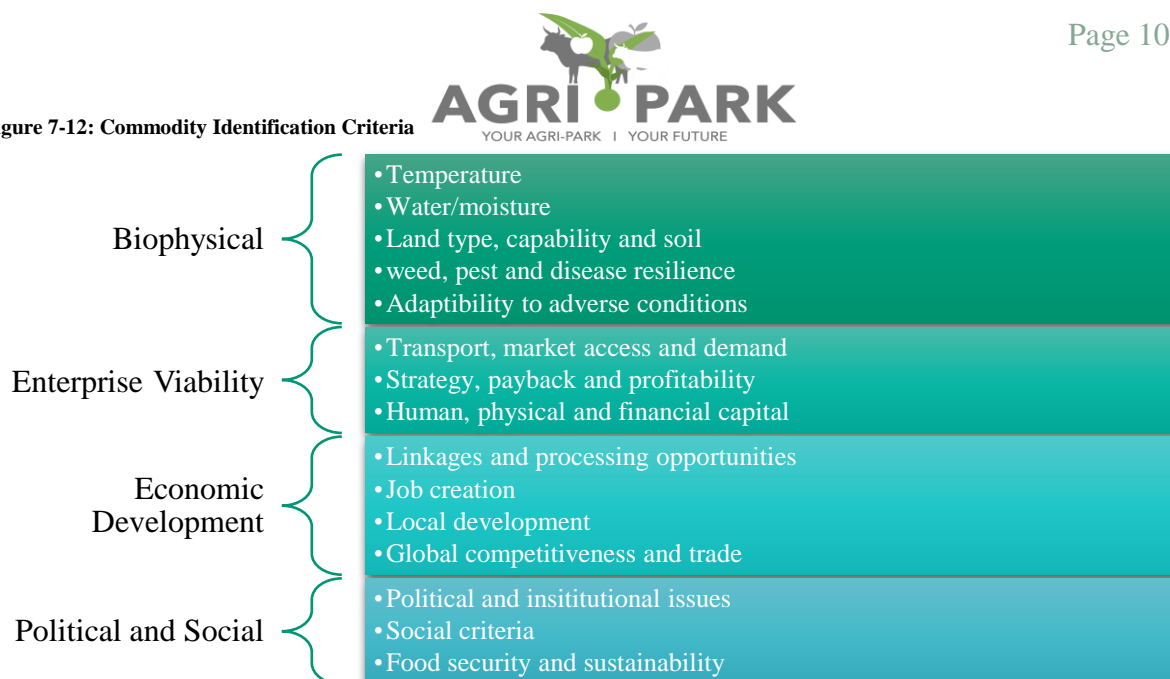 Page 10
AGRI PARK
YOUR AGRI-PARK | YOUR FUTURE
gure 7-12: Commodity Identification Criteria
Biophysical
•Temperature
•Water/moisture
•Land type, capability and soil
•weed, pest and disease resilience
•Adaptibility to adverse conditions
Enterprise Viability
•Transport, market access and demand
•Strategy, payback and profitability
•Human, physical and financial capital
Economic
Development
•Linkages and processing opportunities
•Job creation
•Local development
•Global competitiveness and trade
Political and Social
•Political and insititutional issues
•Social criteria
•Food security and sustainability